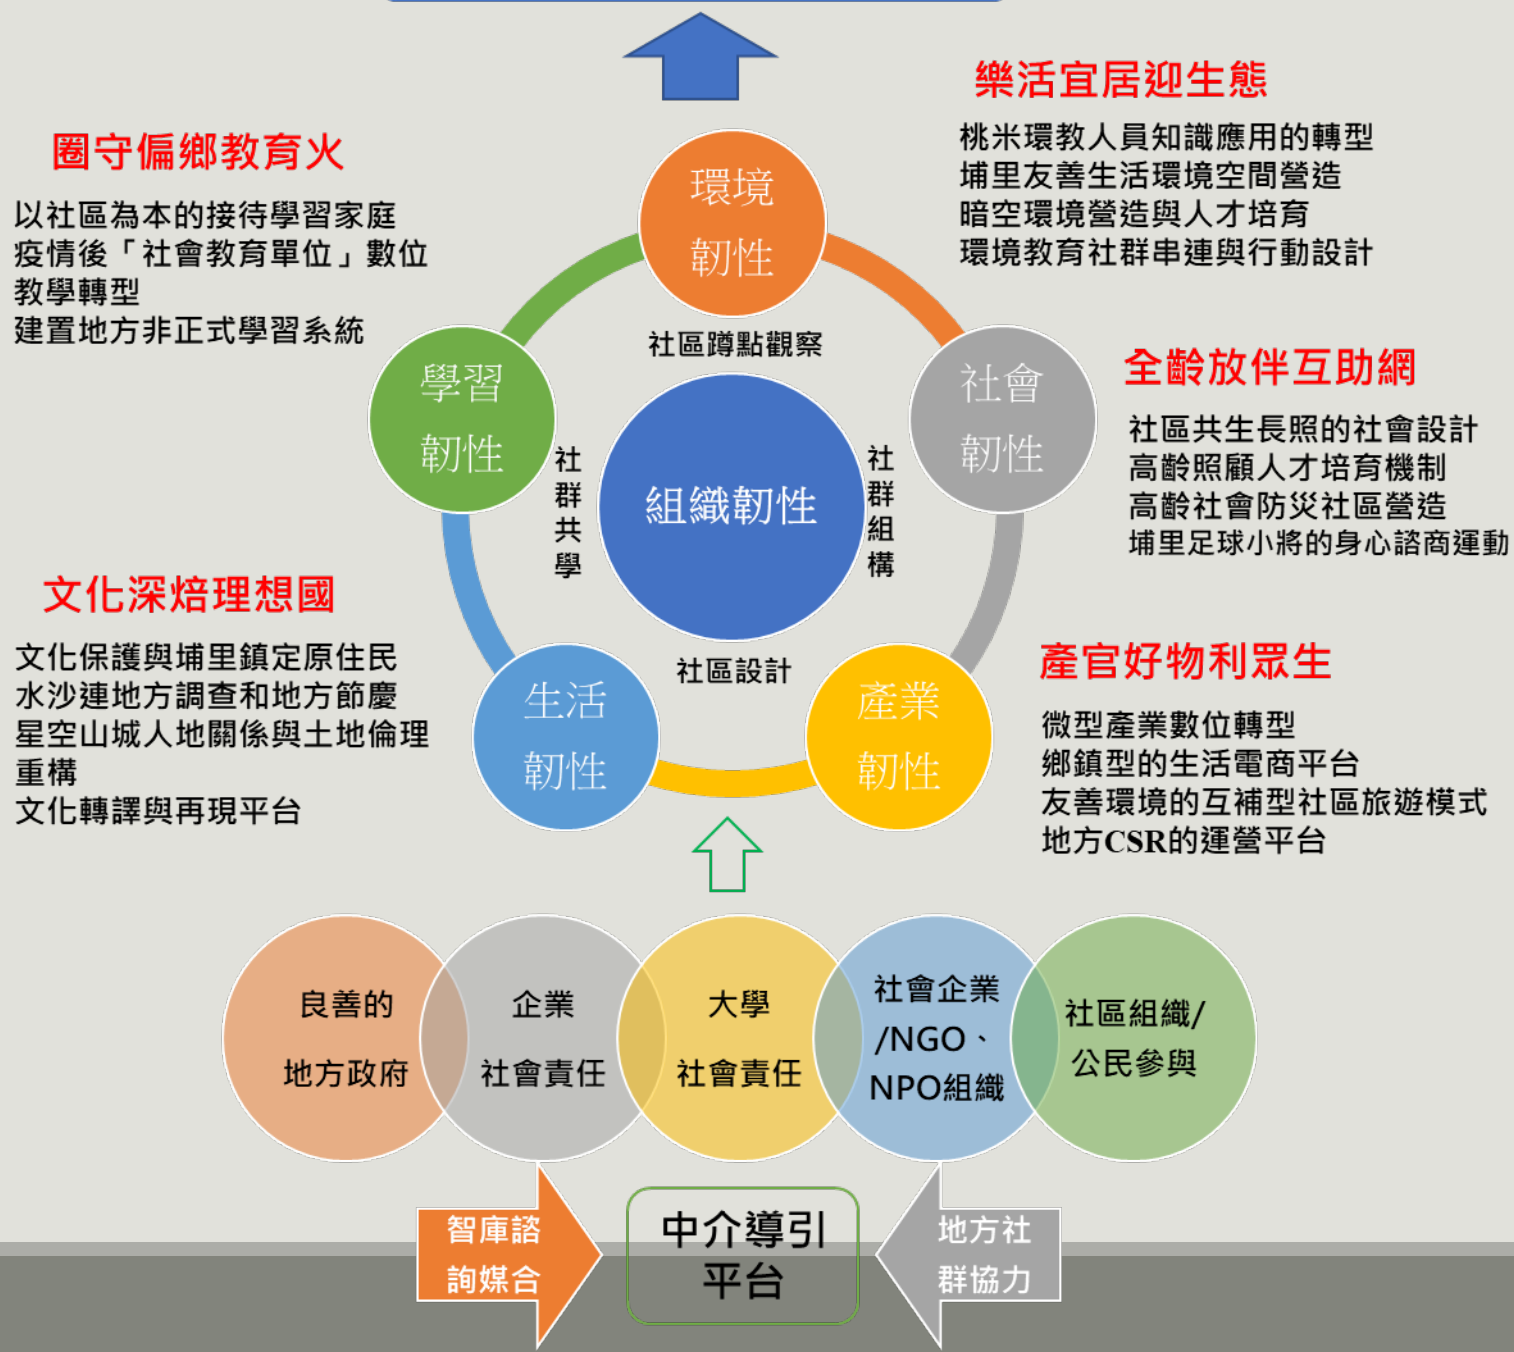 樂活宜居迎生態
桃米環教人員知識應用的轉型
埔里友善生活環境空間營造
暗空環境營造與人才培育
環境教育社群串連與行動設計
圈守偏鄉教育火
以社區為本的接待學習家庭
疫情後「社會教育單位」數位
教學轉型
建置地方非正式學習系統
環境
韌性
社區蹲點觀察
學習
韌性
社會
韌性
全齡放伴互助網
社區共生長照的社會設計
高齡照顧人才培育機制
高齡社會防災社區營造
埔里足球小將的身心諮商運動
社群共學
組織韌性
社群組構
文化深焙理想國
文化保護與埔里鎮定原住民
水沙連地方調查和地方節慶
星空山城人地關係與土地倫理
重構
文化轉譯與再現平台
社區設計
生活
韌性
產業
韌性
產官好物利眾生
微型產業數位轉型
鄉鎮型的生活電商平台
友善環境的互補型社區旅遊模式
地方CSR的運營平台
良善的
地方政府
企業
社會責任
大學
社會責任
社會企業
/NGO、
NPO組織
社區組織/
公民參與
智庫諮
詢媒合
中介導引
平台
地方社
群協力